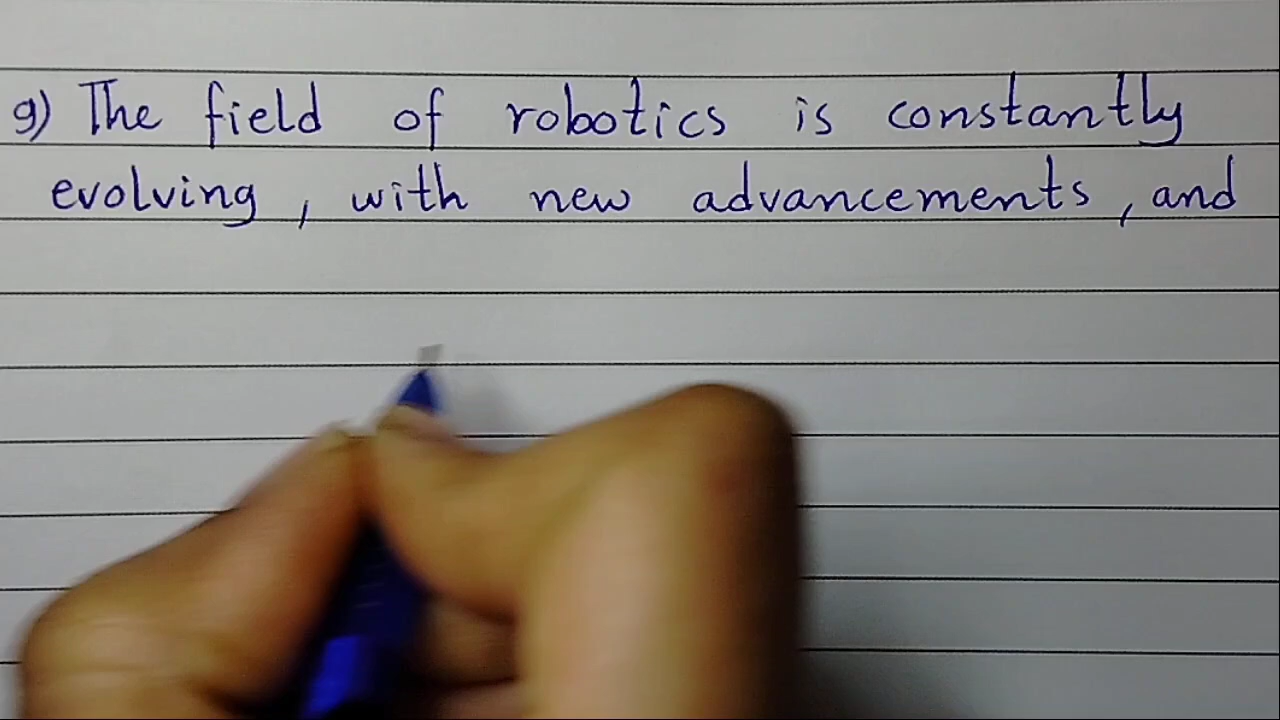 9) The field of robotics is constantly
evolving, with new advancements, and